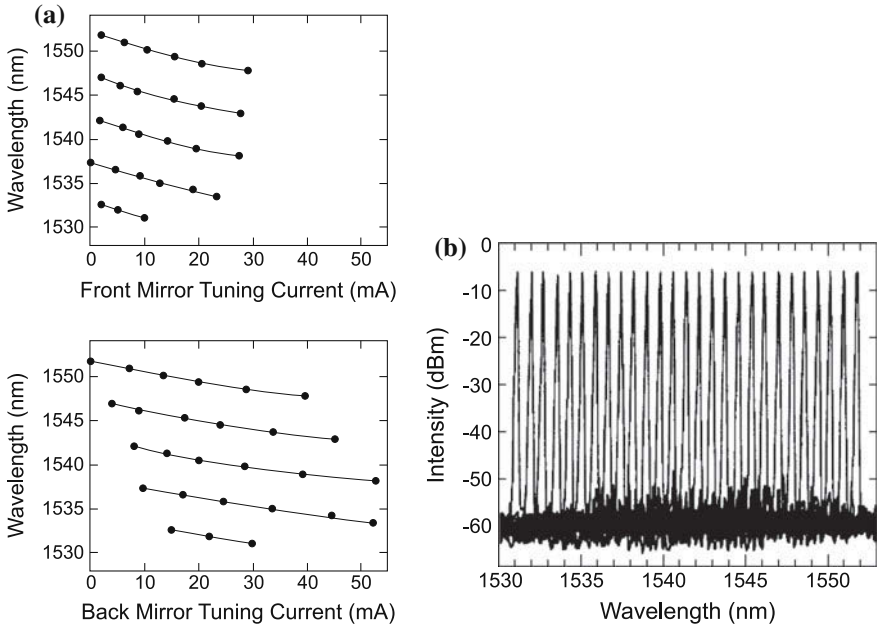 (a)
Wavelength (nm)
1550
1545
1540
1535
1530
0 10 20 30 40 50
Front Mirror Tuning Current (mA)
Wavelength (nm)
1550
1545
1540
1535
1530
0 10 20 30 40 50
Back Mirror Tuning Current (mA)
(b)
Intensity (dBm)
0
-10
-20
-30
-40
-50
-60
1530 1535 1540 1545 1550
Wavelength (nm)